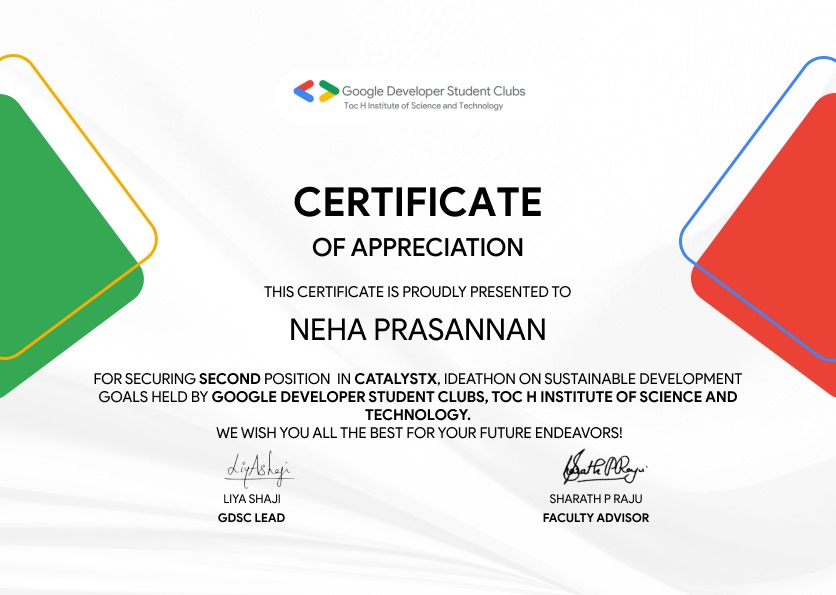 Google Developer Student Clubs
Toc H Institute of Science and Technology
CERTIFICATE
OF APPRECIATION
THIS CERTIFICATE IS PROUDLY PRESENTED TO
NEHA PRASANNAN
FOR SECURING SECOND POSITION IN CATALYSTX, IDEATHON ON SUSTAINABLE DEVELOPMENT
GOALS HELD BY GOOGLE DEVELOPER STUDENT CLUBS, TOC H INSTITUTE OF SCIENCE AND
TECHNOLOGY.
WE WISH YOU ALL THE BEST FOR YOUR FUTURE ENDEAVORS!
LiyA shaji
Sarath P Raju
LIYA SHAJI
SHARATH P RAJU
GDSC LEAD
FACULTY ADVISOR